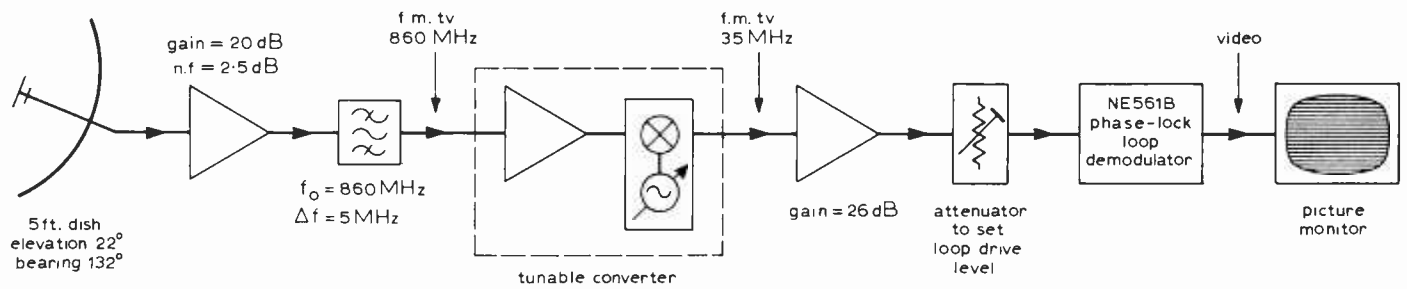 gain = 20 dB
n.f = 2·5 dB
f m. tv
860 MHz
f.m. tv
35 MHz
video
NE561B
phase-lock
loop
demodulator
f₀ = 860 MHz
Δf = 5 MHz
gain = 26 dB
attenuator
to set
loop drive
level
picture
monitor
5ft. dish
elevation 22°
bearing 132°
tunable converter